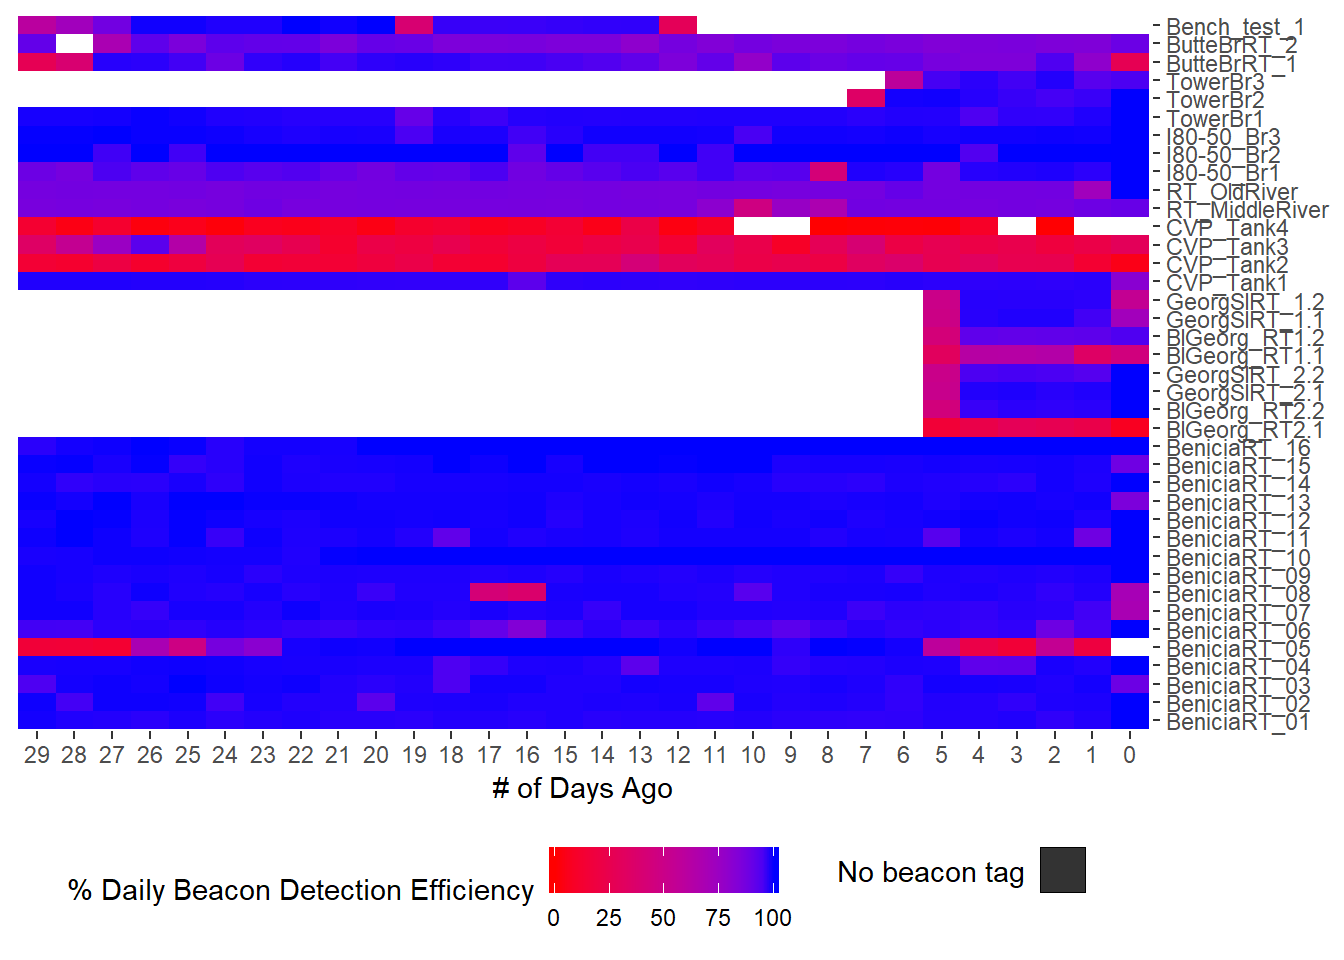 Bench_test_1
ButteBrRT_2
ButteBrRT_1
TowerBr3
TowerBr2
TowerBr1
I80-50_Br3
I80-50_Br2
I80-50_Br1
RT_OldRiver
RT_MiddleRiver
CVP_Tank4
CVP_Tank3
CVP_Tank2
CVP_Tank1
GeorgSlRT_1.2
GeorgSlRT_1.1
BlGeorg_RT1.2
BlGeorg_RT1.1
GeorgSlRT_2.2
GeorgSlRT_2.1
BlGeorg_RT2.2
BlGeorg_RT2.1
BeniciaRT_16
BeniciaRT_15
BeniciaRT_14
BeniciaRT_13
BeniciaRT_12
BeniciaRT_11
BeniciaRT_10
BeniciaRT_09
BeniciaRT_08
BeniciaRT_07
BeniciaRT_06
BeniciaRT_05
BeniciaRT_04
BeniciaRT_03
BeniciaRT_02
BeniciaRT_01
29 28 27 26 25 24 23 22 21 20 19 18 17 16 15 14 13 12 11 10 9 8 7 6 5 4 3 2 1 0
# of Days Ago
% Daily Beacon Detection Efficiency
0 25 50 75 100
No beacon tag